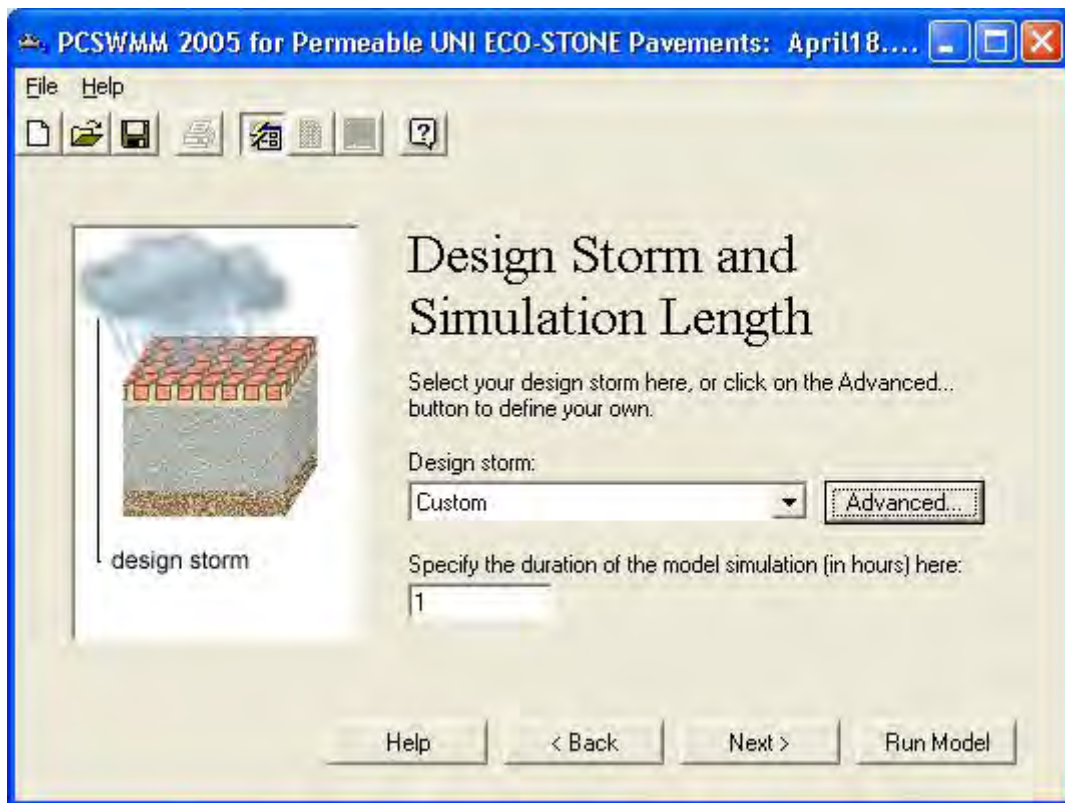 PCSWMM 2005 for Permeable UNI ECO-STONE Pavements: April18....
File Help
Design Storm and
Simulation Length
Select your design storm here, or click on the Advanced...
button to define your own.
Design storm:
Custom
Advanced...
design storm
Specify the duration of the model simulation (in hours) here:
1
Help < Back Next > Run Model